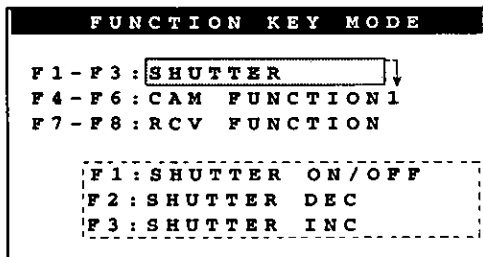 FUNCTION KEY MODE
F1-F3:SHUTTER
F4-F6:CAM FUNCTION1
F7-F8:RCV FUNCTION
F1:SHUTTER ON/OFF
F2:SHUTTER DEC
F3:SHUTTER INC